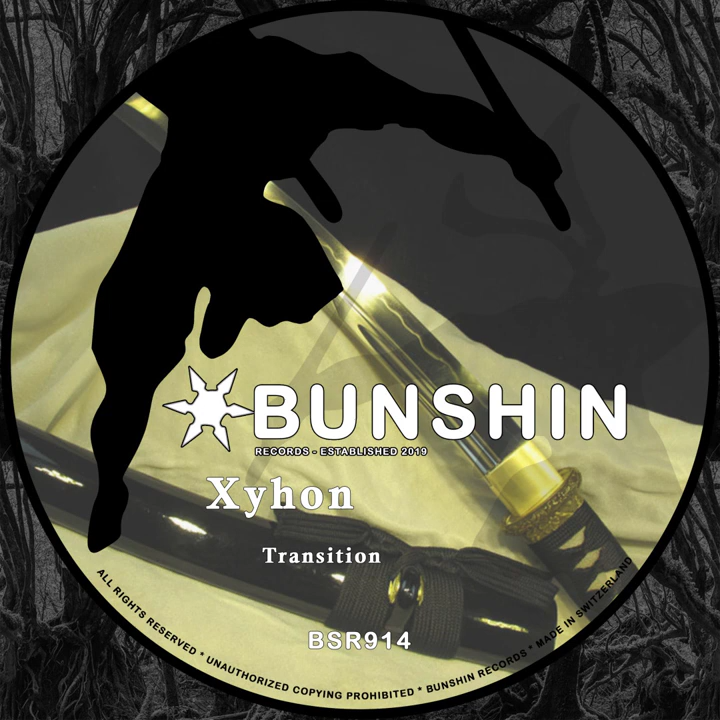 BUNSHIN
RECORDS - ESTABLISHED 2019
Xyhon
Transition
BSR914
ALL RIGHTS RESERVED * UNAUTHORIZED COPYING PROHIBITED * BUNSHIN RECORDS * MADE IN SWITZERLAND